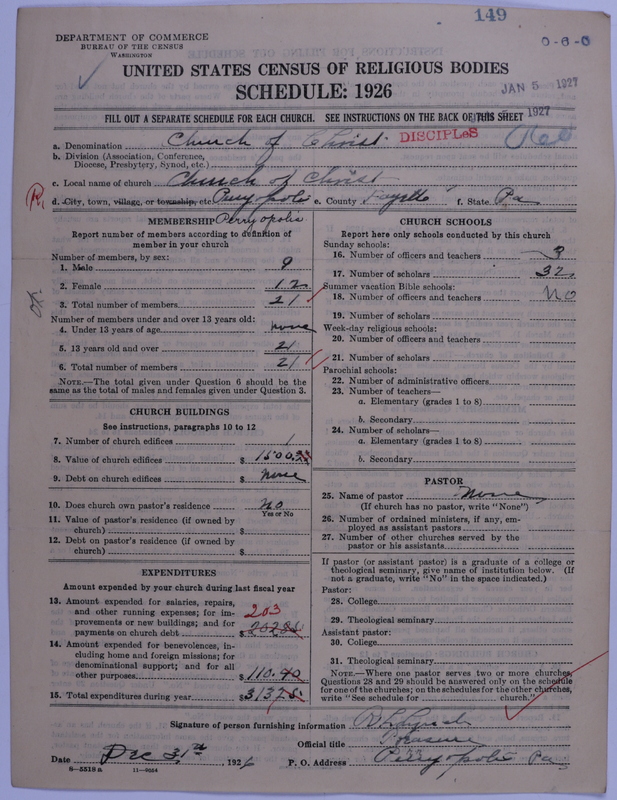 149
DEPARTMENT OF COMMERCE
BUREAU OF THE CENSUS
WASHINGTON
0-6-0
UNITED STATES CENSUS OF RELIGIOUS BODIES
SCHEDULE: 1926
JAN 5 1927
FILL OUT A SEPARATE SCHEDULE FOR EACH CHURCH. SEE INSTRUCTIONS ON THE BACK OF THIS SHEET
1927
a. Denomination Church of Christ DISCIPLES
b. Division (Association, Conference,
Diocese, Presbytery, Synod, etc.)
c. Local name of church Church of Christ
d. City, town, village, or township, etc. Perryopolis e. County Fayette f. State Pa
Perryopolis
MEMBERSHIP
Report number of members according to definition of
member in your church
Number of members, by sex:
1. Male 9
2. Female 12
3. Total number of members 21
Number of members under and over 13 years old:
4. Under 13 years of age none
5. 13 years old and over 21
6. Total number of members 21
NOTE.—The total given under Question 6 should be the
same as the total of males and females given under Question 3.
CHURCH BUILDINGS
See instructions, paragraphs 10 to 12
7. Number of church edifices 1
8. Value of church edifices $ 1500.
9. Debt on church edifices $ None
10. Does church own pastor's residence No
Yes or No
11. Value of pastor's residence (if owned by
church) $
12. Debt on pastor's residence (if owned by
church) $
EXPENDITURES
Amount expended by your church during last fiscal year
13. Amount expended for salaries, repairs,
and other running expenses; for im-
provements or new buildings; and for
payments on church debt $ 203
14. Amount expended for benevolences, in-
cluding home and foreign missions; for
denominational support; and for all
other purposes $ 110.40
15. Total expenditures during year $
CHURCH SCHOOLS
Report here only schools conducted by this church
Sunday schools:
16. Number of officers and teachers
17. Number of scholars 32
Summer vacation Bible schools:
18. Number of officers and teachers No
19. Number of scholars
Week-day religious schools:
20. Number of officers and teachers
21. Number of scholars
Parochial schools:
22. Number of administrative officers
23. Number of teachers—
a. Elementary (grades 1 to 8)
b. Secondary
24. Number of scholars—
a. Elementary (grades 1 to 8)
b. Secondary
PASTOR
25. Name of pastor None
(If church has no pastor, write "None")
26. Number of ordained ministers, if any, em-
ployed as assistant pastors
27. Number of other churches served by the
pastor or his assistants
If pastor (or assistant pastor) is a graduate of a college or
theological seminary, give name of institution below. (If
not a graduate, write "No" in the space indicated.)
Pastor:
28. College
29. Theological seminary
Assistant pastor:
30. College
31. Theological seminary
NOTE.—Where one pastor serves two or more churches,
Questions 28 and 29 should be answered only on the schedule
for one of the churches; on the schedules for the other churches,
write "See schedule for church."
Signature of person furnishing information
Official title
Date Dec 31st 1926 P. O. Address Perryopolis Pa
8—5518a 11—9064